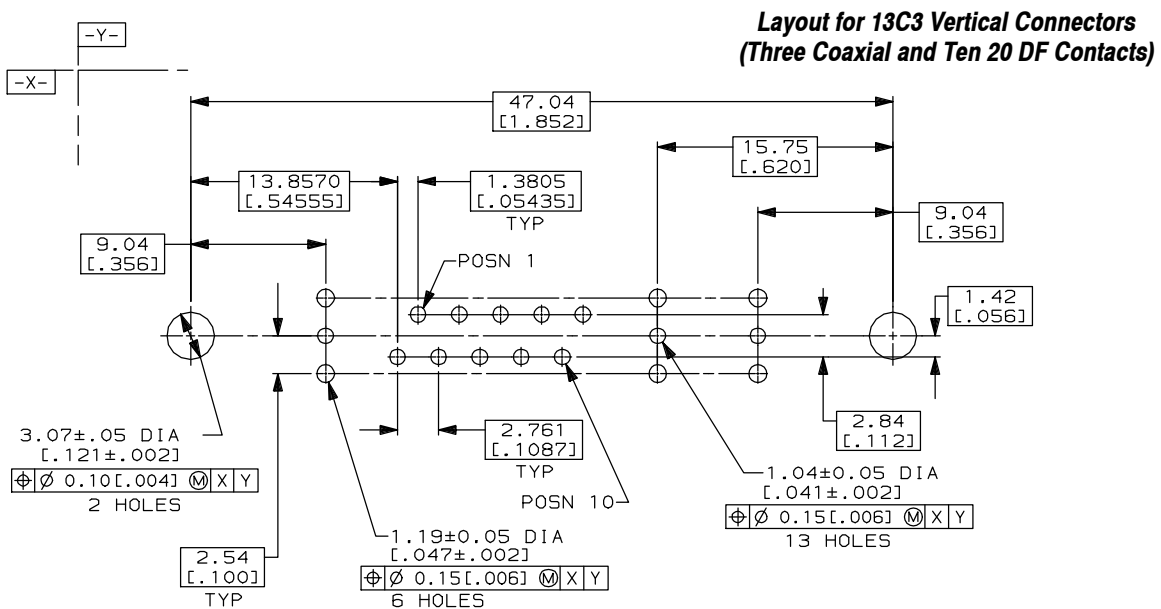 Layout for 13C3 Vertical Connectors
(Three Coaxial and Ten 20 DF Contacts)
-Y-
-X-
47.04
[1.852]
15.75
[.620]
13.8570
[.54555]
1.3805
[.05435]
TYP
9.04
[.356]
9.04
[.356]
POSN 1
1.42
[.056]
2.84
[.112]
3.07±.05 DIA
[.121±.002]
⌖ Ø 0.10[.004] Ⓜ X Y
2 HOLES
2.761
[.1087]
TYP
POSN 10
1.04±0.05 DIA
[.041±.002]
⌖ Ø 0.15[.006] Ⓜ X Y
13 HOLES
2.54
[.100]
TYP
1.19±0.05 DIA
[.047±.002]
⌖ Ø 0.15[.006] Ⓜ X Y
6 HOLES